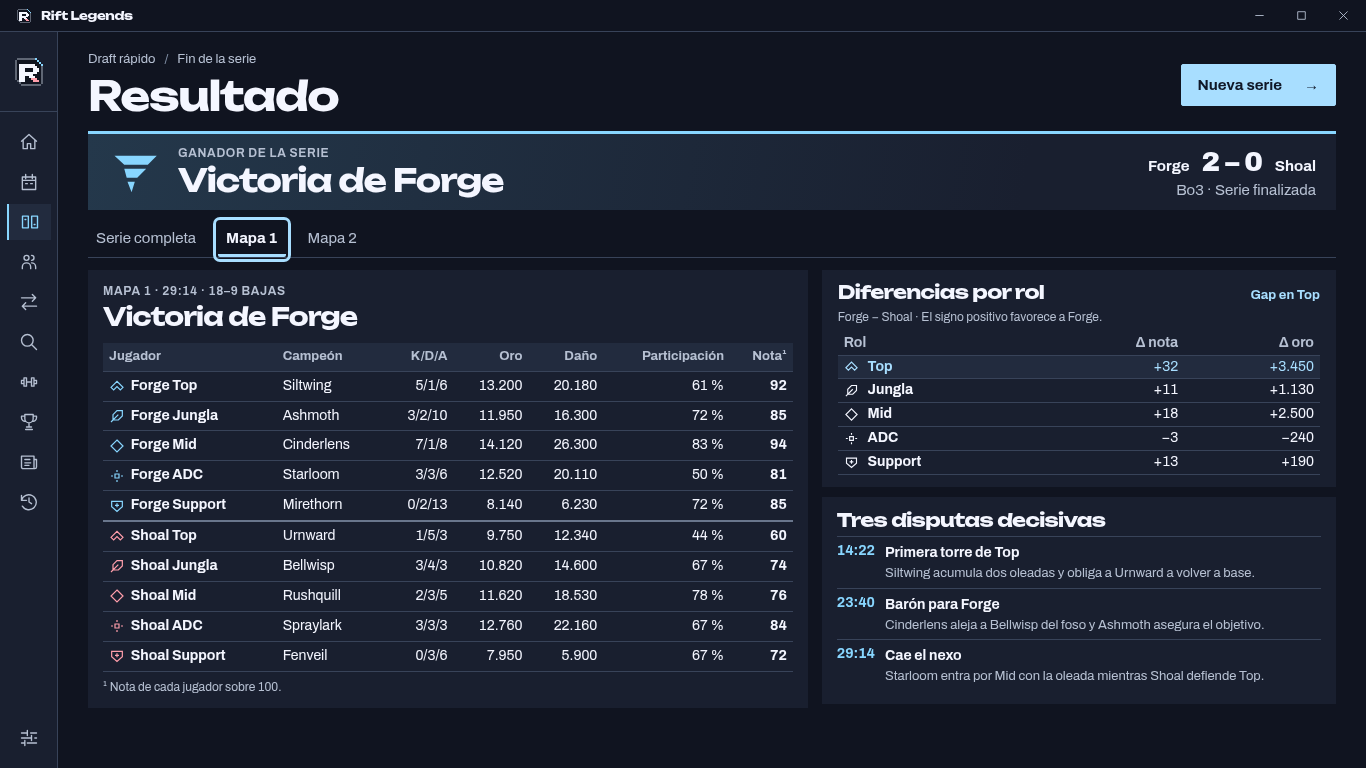 Rift Legends
Draft rápido / Fin de la serie
Resultado
Nueva serie →
GANADOR DE LA SERIE
Victoria de Forge
Forge 2–0 Shoal
Bo3 · Serie finalizada
Serie completa Mapa 1 Mapa 2
MAPA 1 · 29:14 · 18–9 BAJAS
Victoria de Forge
Jugador Campeón K/D/A Oro Daño Participación Nota¹
Forge Top Siltwing 5/1/6 13.200 20.180 61 % 92
Forge Jungla Ashmoth 3/2/10 11.950 16.300 72 % 85
Forge Mid Cinderlens 7/1/8 14.120 26.300 83 % 94
Forge ADC Starloom 3/3/6 12.520 20.110 50 % 81
Forge Support Mirethorn 0/2/13 8.140 6.230 72 % 85
Shoal Top Urnward 1/5/3 9.750 12.340 44 % 60
Shoal Jungla Bellwisp 3/4/3 10.820 14.600 67 % 74
Shoal Mid Rushquill 2/3/5 11.620 18.530 78 % 76
Shoal ADC Spraylark 3/3/3 12.760 22.160 67 % 84
Shoal Support Fenveil 0/3/6 7.950 5.900 67 % 72
¹ Nota de cada jugador sobre 100.
Diferencias por rol
Gap en Top
Forge – Shoal · El signo positivo favorece a Forge.
Rol Δ nota Δ oro
Top +32 +3.450
Jungla +11 +1.130
Mid +18 +2.500
ADC −3 −240
Support +13 +190
Tres disputas decisivas
14:22 Primera torre de Top
Siltwing acumula dos oleadas y obliga a Urnward a volver a base.
23:40 Barón para Forge
Cinderlens aleja a Bellwisp del foso y Ashmoth asegura el objetivo.
29:14 Cae el nexo
Starloom entra por Mid con la oleada mientras Shoal defiende Top.